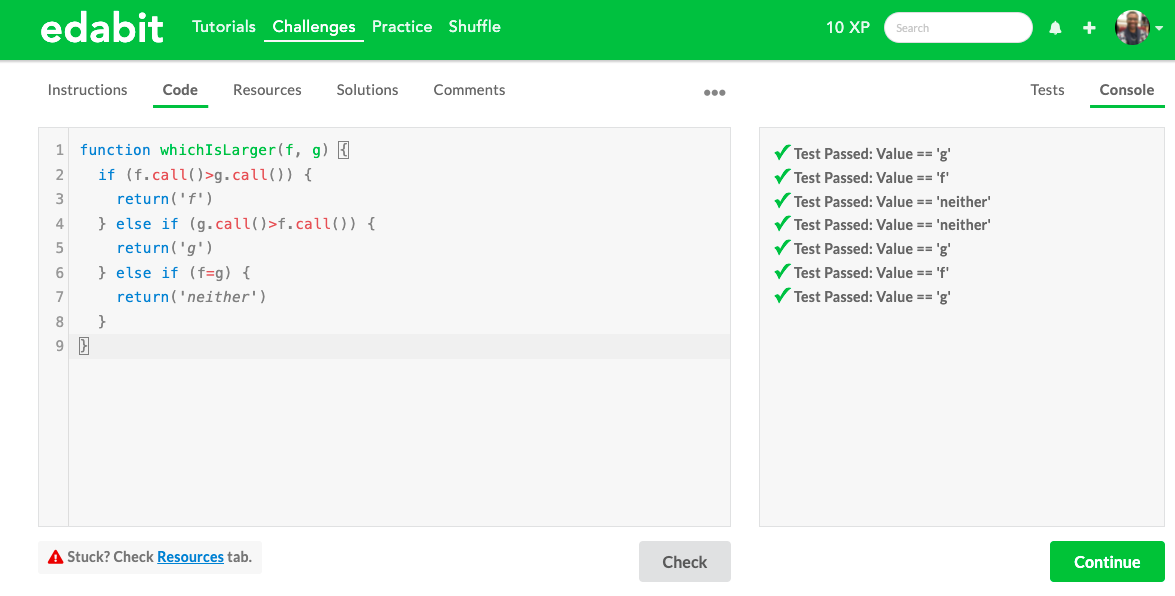 edabit Tutorials Challenges Practice Shuffle 10 XP Search
Instructions Code Resources Solutions Comments ••• Tests Console
1 function whichIsLarger(f, g) {
2   if (f.call()>g.call()) {
3     return('f')
4   } else if (g.call()>f.call()) {
5     return('g')
6   } else if (f=g) {
7     return('neither')
8   }
9 }
Test Passed: Value == 'g'
Test Passed: Value == 'f'
Test Passed: Value == 'neither'
Test Passed: Value == 'neither'
Test Passed: Value == 'g'
Test Passed: Value == 'f'
Test Passed: Value == 'g'
Stuck? Check Resources tab.
Check
Continue